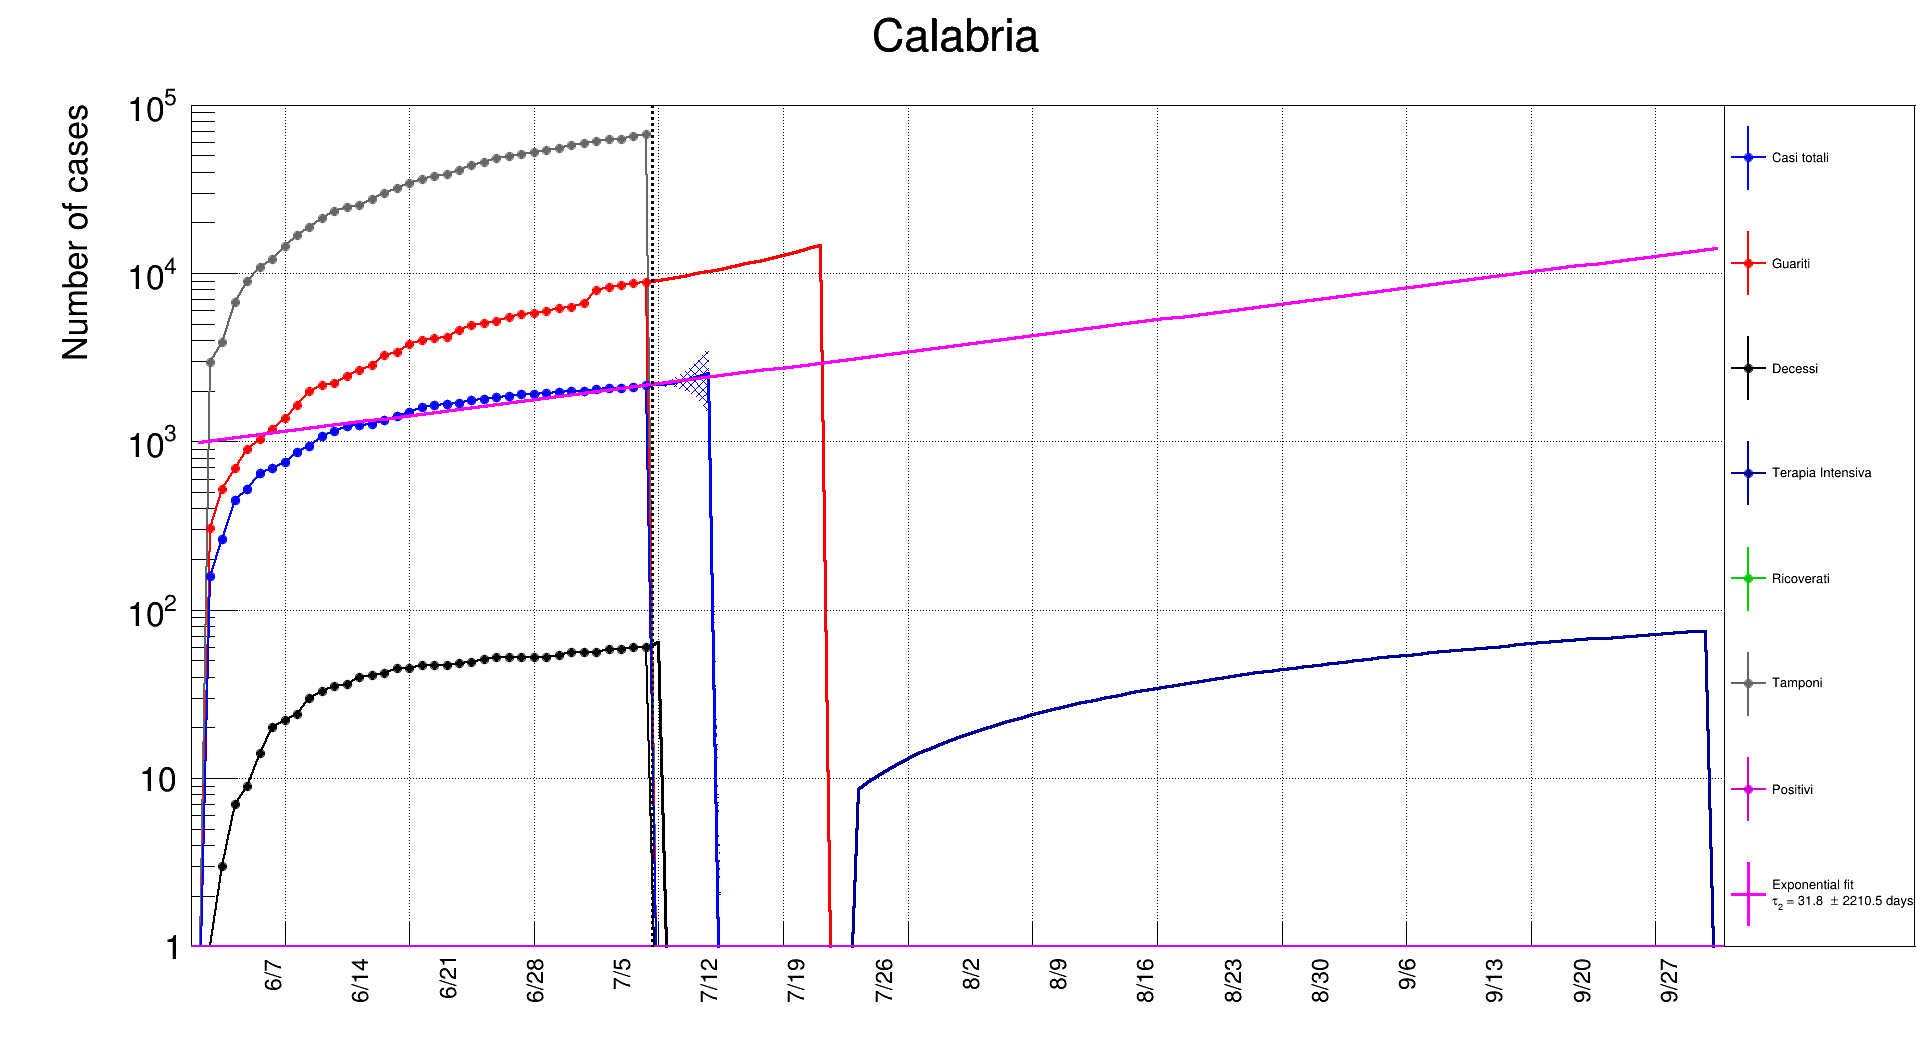 Calabria
Number of cases
10^5
10^4
10^3
10^2
10
1
6/7
6/14
6/21
6/28
7/5
7/12
7/19
7/26
8/2
8/9
8/16
8/23
8/30
9/6
9/13
9/20
9/27
Casi totali
Guariti
Decessi
Terapia Intensiva
Ricoverati
Tamponi
Positivi
Exponential fit
τ_2 = 31.8 ± 2210.5 days